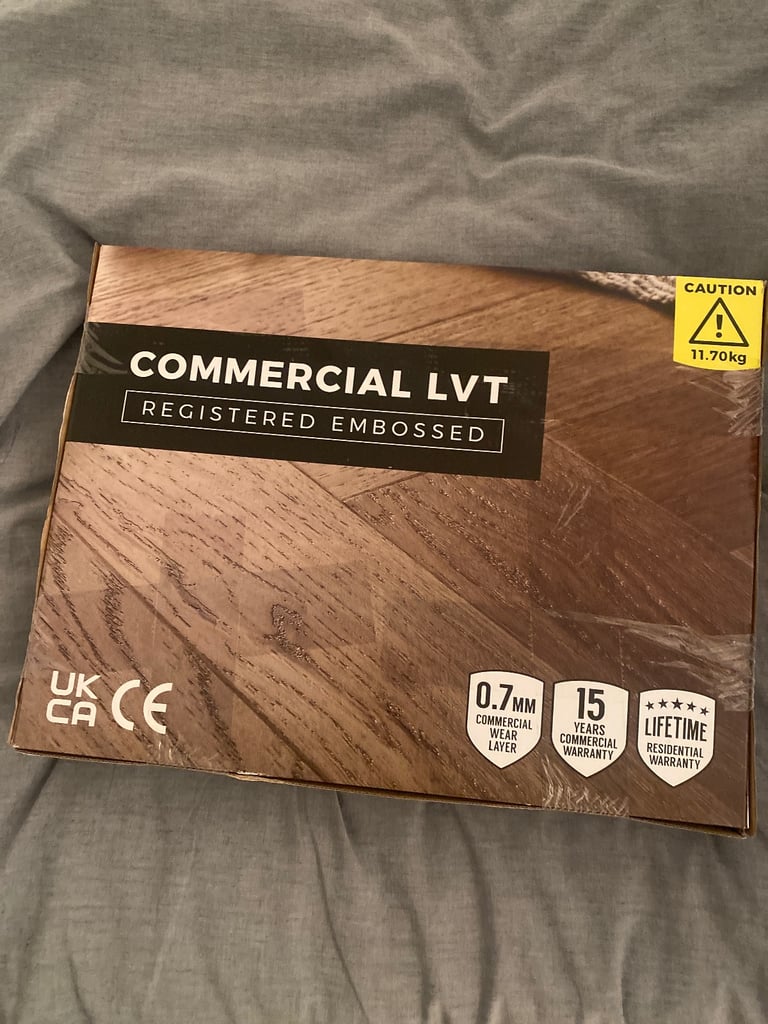 CAUTION
11.70kg
COMMERCIAL LVT
REGISTERED EMBOSSED
UK
CA CE
0.7MM
COMMERCIAL
WEAR
LAYER
15
YEARS
COMMERCIAL
WARRANTY
LIFETIME
RESIDENTIAL
WARRANTY